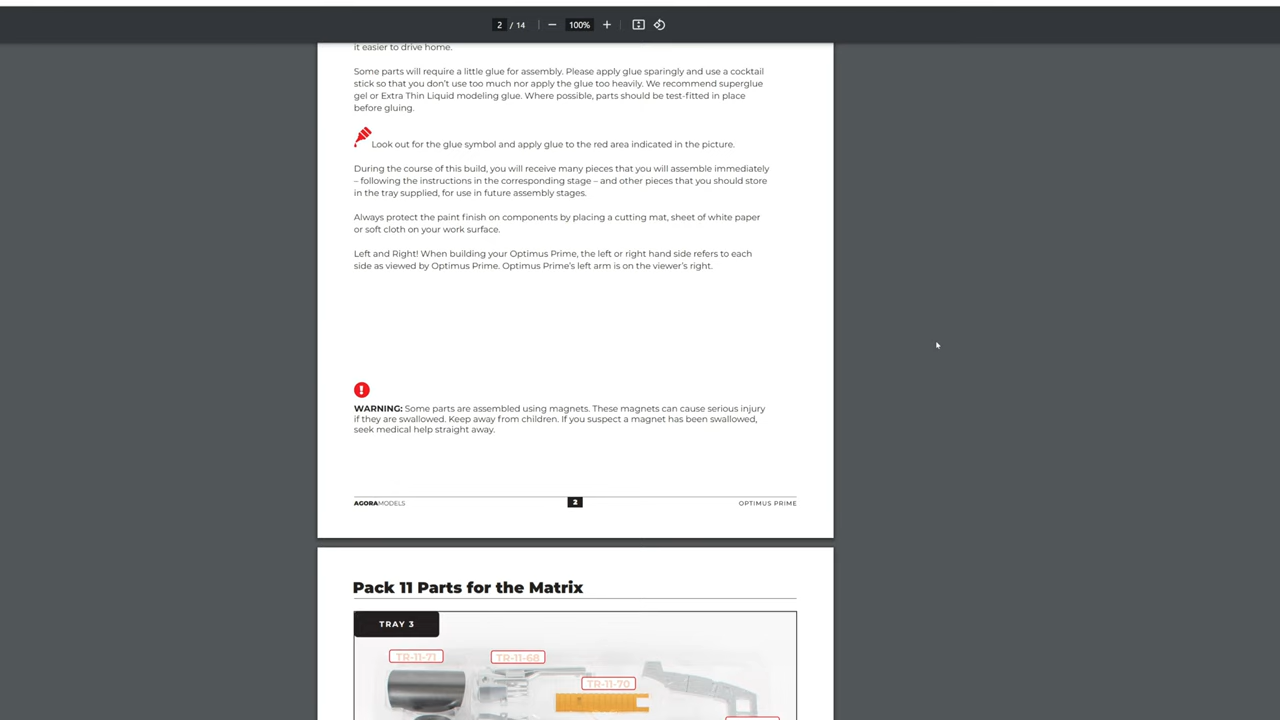 2 / 14
100%
it easier to drive home.
Some parts will require a little glue for assembly. Please apply glue sparingly and use a cocktail
stick so that you don't use too much nor apply the glue too heavily. We recommend superglue
gel or Extra Thin Liquid modeling glue. Where possible, parts should be test-fitted in place
before gluing.
Look out for the glue symbol and apply glue to the red area indicated in the picture.
During the course of this build, you will receive many pieces that you will assemble immediately
– following the instructions in the corresponding stage – and other pieces that you should store
in the tray supplied, for use in future assembly stages.
Always protect the paint finish on components by placing a cutting mat, sheet of white paper
or soft cloth on your work surface.
Left and Right! When building your Optimus Prime, the left or right hand side refers to each
side as viewed by Optimus Prime. Optimus Prime's left arm is on the viewer's right.
WARNING: Some parts are assembled using magnets. These magnets can cause serious injury
if they are swallowed. Keep away from children. If you suspect a magnet has been swallowed,
seek medical help straight away.
AGORAMODELS 2 OPTIMUS PRIME
Pack 11 Parts for the Matrix
TRAY 3
TR-11-71
TR-11-68
TR-11-70